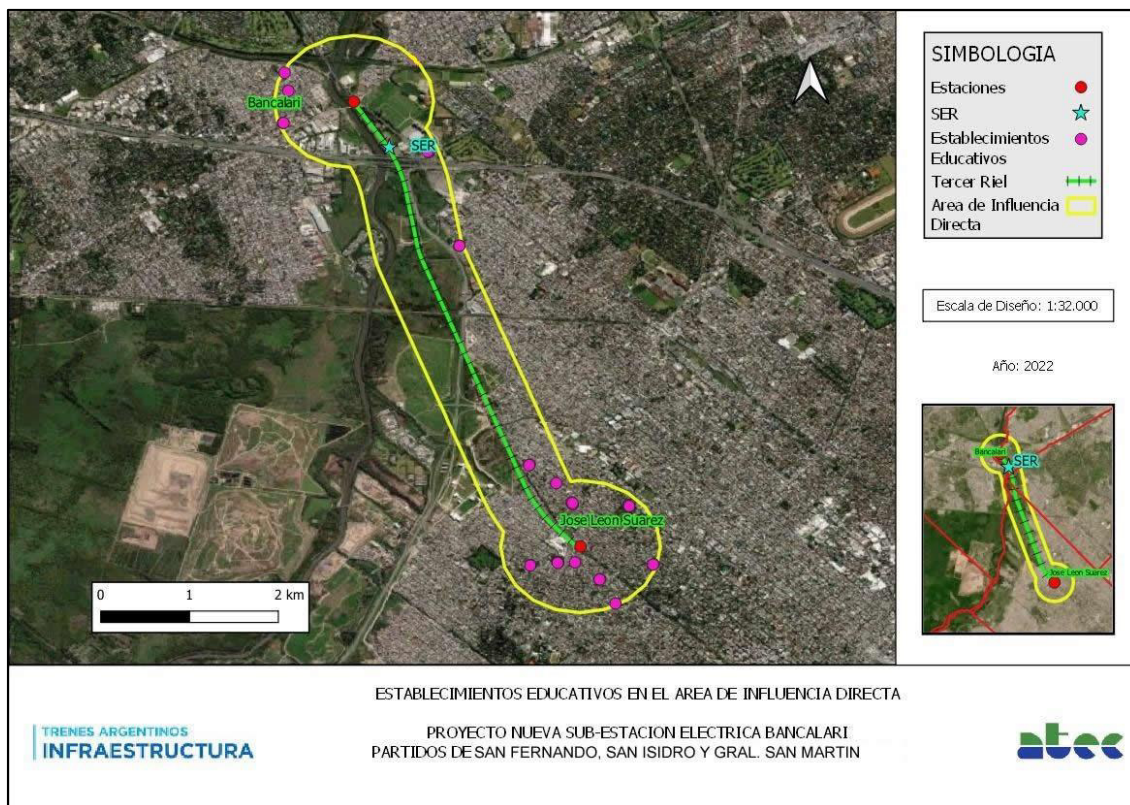 Bancalari
SER
Jose Leon Suarez
0 1 2 km
SIMBOLOGIA
Estaciones
SER
Establecimientos
Educativos
Tercer Riel
Area de Influencia
Directa
Escala de Diseño: 1:32.000
Año: 2022
Bancalari
SER
Jose Leon Suarez
ESTABLECIMIENTOS EDUCATIVOS EN EL AREA DE INFLUENCIA DIRECTA
PROYECTO NUEVA SUB-ESTACION ELECTRICA BANCALARI
PARTIDOS DE SAN FERNANDO, SAN ISIDRO Y GRAL. SAN MARTIN
TRENES ARGENTINOS
INFRAESTRUCTURA
atec